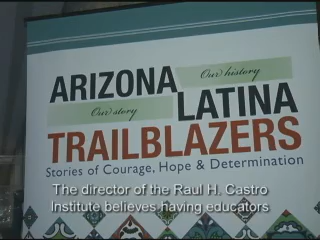 ARIZONA
Our history
Our story
LATINA
TRAILBLAZERS
Stories of Courage, Hope & Determination
The director of the Raul H. Castro
Institute believes having educators